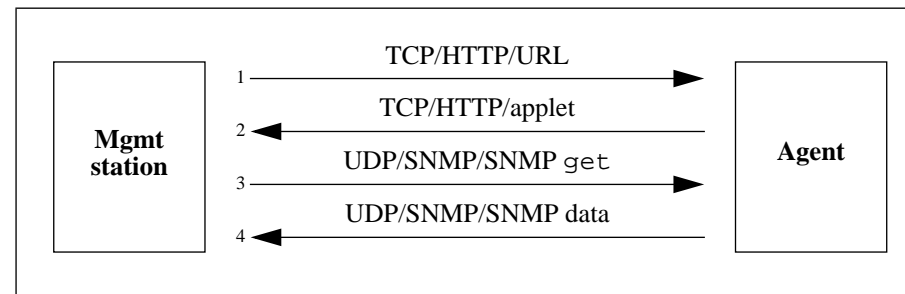 TCP/HTTP/URL
1
TCP/HTTP/applet
2
Mgmt
station
Agent
UDP/SNMP/SNMP get
3
UDP/SNMP/SNMP data
4